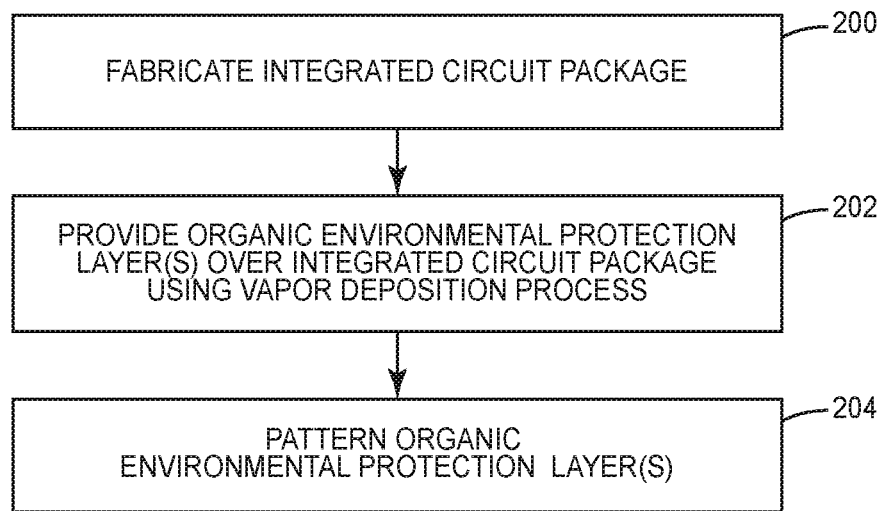 200
FABRICATE INTEGRATED CIRCUIT PACKAGE
202
PROVIDE ORGANIC ENVIRONMENTAL PROTECTION
LAYER(S) OVER INTEGRATED CIRCUIT PACKAGE
USING VAPOR DEPOSITION PROCESS
204
PATTERN ORGANIC
ENVIRONMENTAL PROTECTION LAYER(S)